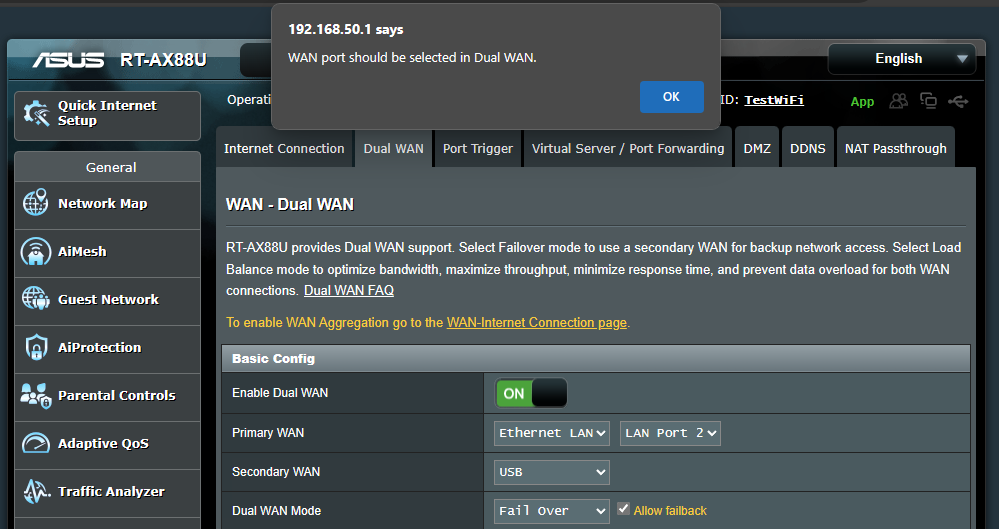 192.168.50.1 says
WAN port should be selected in Dual WAN.
OK
ASUS RT-AX88U
English
Quick Internet
Setup
Operati
ID: TestWiFi
App
General
Internet Connection
Dual WAN
Port Trigger
Virtual Server / Port Forwarding
DMZ
DDNS
NAT Passthrough
Network Map
AiMesh
Guest Network
AiProtection
Parental Controls
Adaptive QoS
Traffic Analyzer
WAN - Dual WAN
RT-AX88U provides Dual WAN support. Select Failover mode to use a secondary WAN for backup network access. Select Load
Balance mode to optimize bandwidth, maximize throughput, minimize response time, and prevent data overload for both WAN
connections. Dual WAN FAQ
To enable WAN Aggregation go to the WAN-Internet Connection page.
Basic Config
Enable Dual WAN
ON
Primary WAN
Ethernet LAN
LAN Port 2
Secondary WAN
USB
Dual WAN Mode
Fail Over
Allow failback